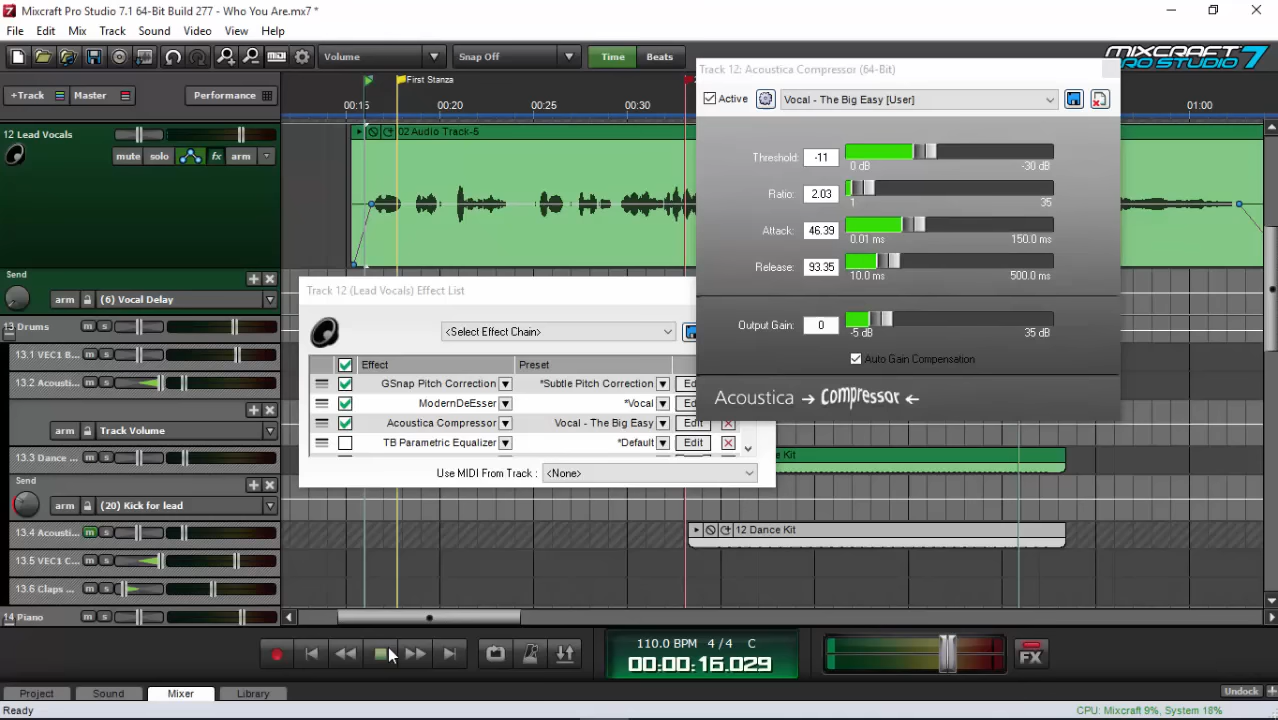 Mixcraft Pro Studio 7.1 64-Bit Build 277 - Who You Are.mx7 *
File Edit Mix Track Sound Video View Help
Volume
Snap Off
Time Beats
MIXCRAFT PRO STUDIO 7
+Track Master Performance
First Stanza
00:15 00:20 00:25 00:30 01:00
12 Lead Vocals
mute solo fx arm
02 Audio Track-5
Send
arm (6) Vocal Delay
13 Drums m s
13.1 VEC1 B... m s
13.2 Acousti... m s
arm Track Volume
13.3 Dance ... m s
Send
arm (20) Kick for lead
13.4 Acousti... m s
13.5 VEC1 C... m s
13.6 Claps ... m s
14 Piano m s
Track 12: Acoustica Compressor (64-Bit)
Active Vocal - The Big Easy [User]
Threshold: -11
0 dB -30 dB
Ratio: 2.03
1 35
Attack: 46.39
0.01 ms 150.0 ms
Release: 93.35
10.0 ms 500.0 ms
Output Gain: 0
-5 dB 35 dB
Auto Gain Compensation
Acoustica → compressor ←
Track 12 (Lead Vocals) Effect List
<Select Effect Chain>
Effect Preset
GSnap Pitch Correction *Subtle Pitch Correction Ed
ModernDeEsser *Vocal Ed
Acoustica Compressor Vocal - The Big Easy Edit
TB Parametric Equalizer *Default Edit
Use MIDI From Track : <None>
Kit
12 Dance Kit
110.0 BPM 4 / 4 C
00:00:16.029
FX
Project Sound Mixer Library
Undock
Ready
CPU: Mixcraft 9%, System 18%